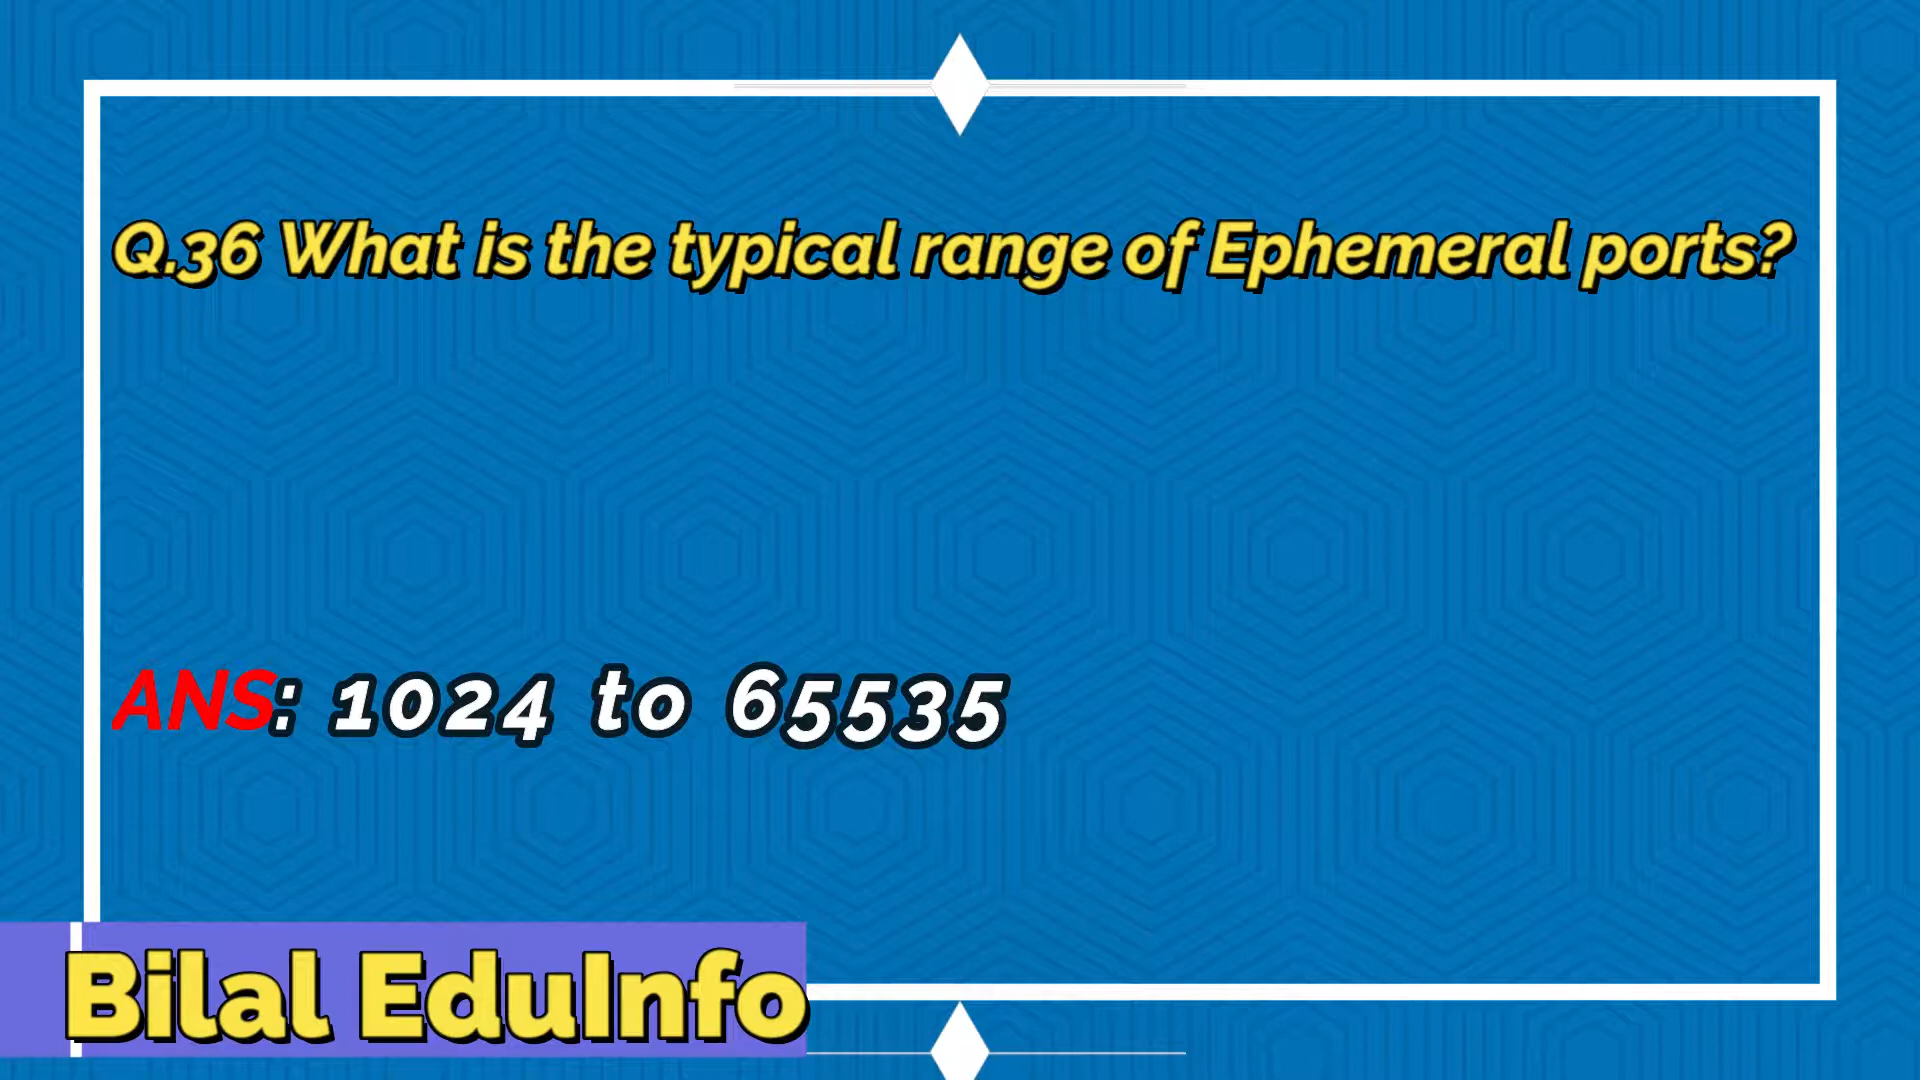 Q.36 What is the typical range of Ephemeral ports?
ANS: 1024 to 65535
Bilal EduInfo